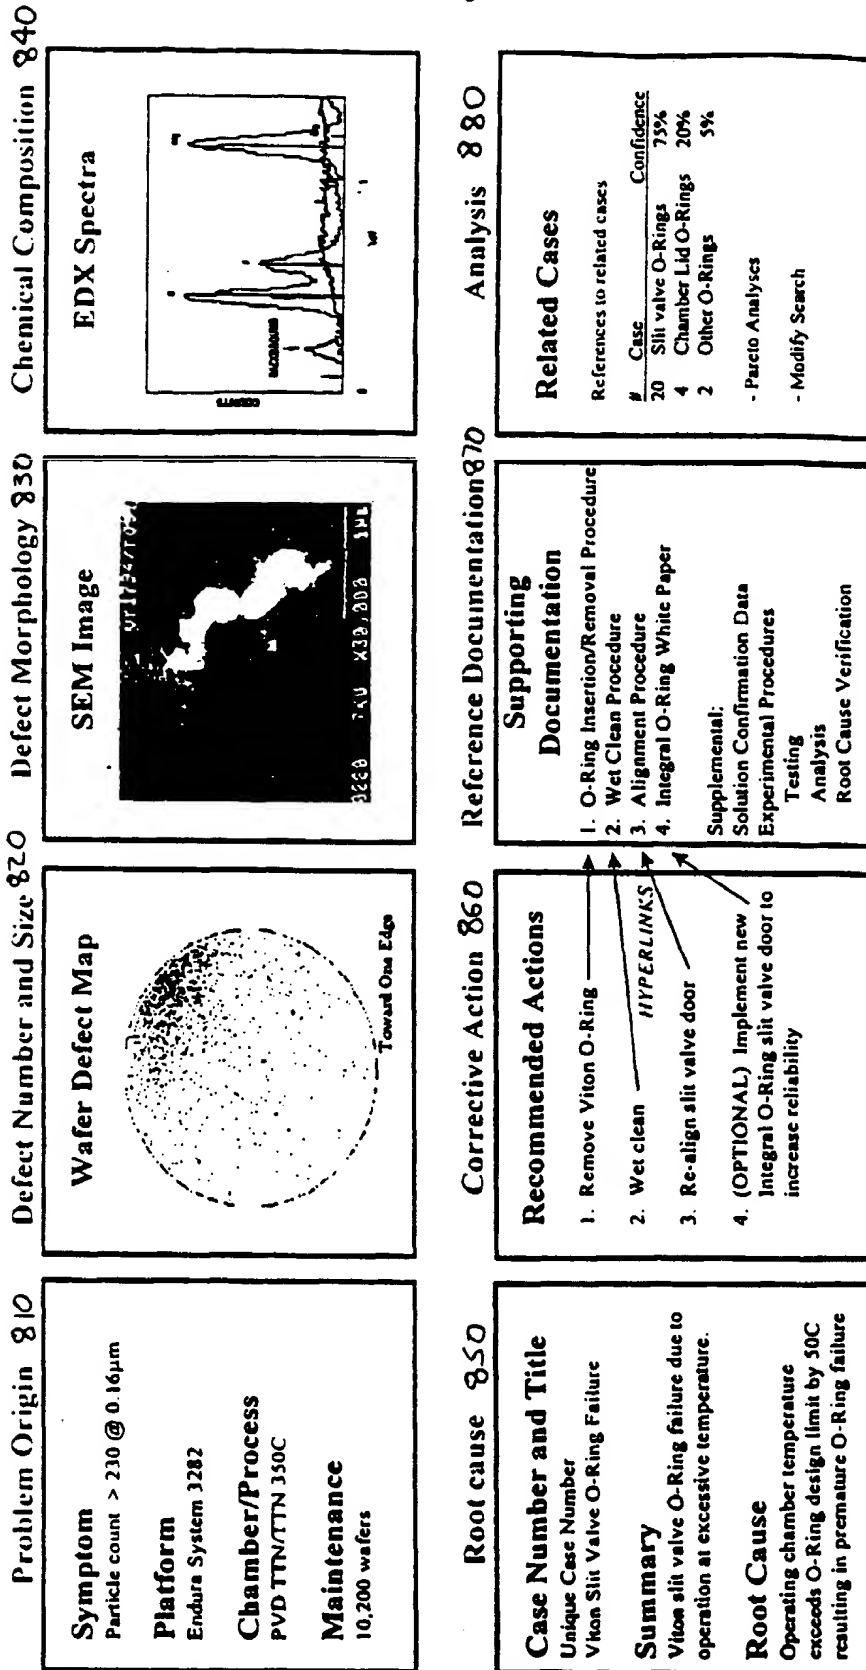 Problem Origin 810
Symptom
Particle count > 230 @ 0.16µm
Platform
Endura System 3282
Chamber/Process
PVD TTN/TTN 350C
Maintenance
10,200 wafers
Defect Number and Size 820
Wafer Defect Map
Toward One Edge
Defect Morphology 830
SEM Image
X30,000
Chemical Composition 840
EDX Spectra
COUNTS
BACKGROUND
Root cause 850
Case Number and Title
Unique Case Number
Viton Slit Valve O-Ring Failure
Summary
Viton slit valve O-Ring failure due to
operation at excessive temperature.
Root Cause
Operating chamber temperature
exceeds O-Ring design limit by 50C
resulting in premature O-Ring failure
Corrective Action 860
Recommended Actions
1. Remove Viton O-Ring
2. Wet clean
HYPERLINKS
3. Re-align slit valve door
4. (OPTIONAL) Implement new
Integral O-Ring slit valve door to
increase reliability
Reference Documentation 870
Supporting
Documentation
1. O-Ring Insertion/Removal Procedure
2. Wet Clean Procedure
3. Alignment Procedure
4. Integral O-Ring White Paper
Supplemental:
Solution Confirmation Data
Experimental Procedures
Testing
Analysis
Root Cause Verification
Analysis 880
Related Cases
References to related cases
# Case Confidence
20 Slit valve O-Rings 75%
4 Chamber Lid O-Rings 20%
2 Other O-Rings 5%
- Pareto Analyses
- Modify Search